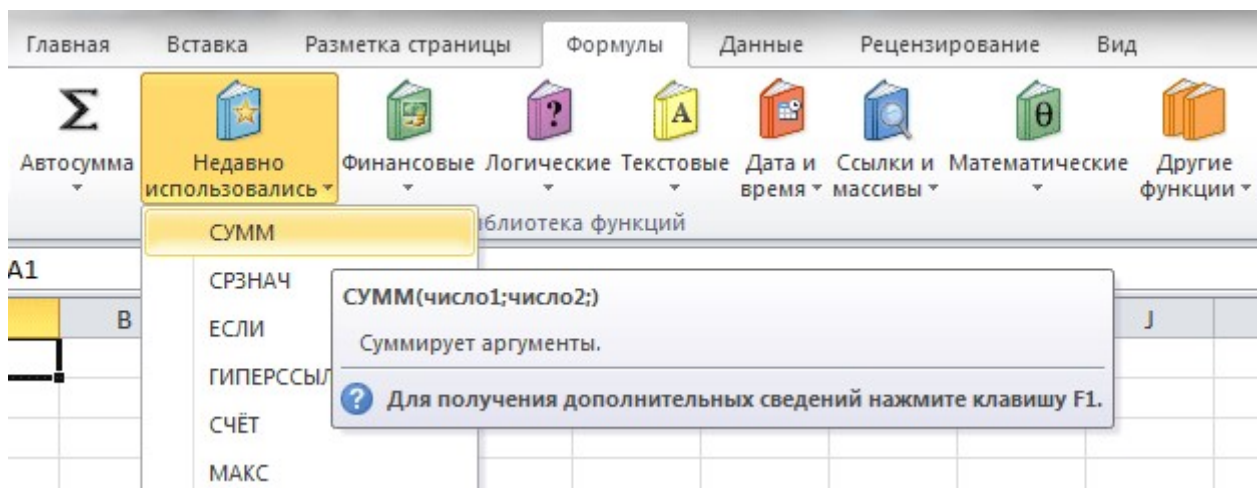 Главная Вставка Разметка страницы Формулы Данные Рецензирование Вид
Σ ? A θ
Автосумма Недавно использовались Финансовые Логические Текстовые Дата и время Ссылки и массивы Математические Другие функции
функций
A1
B J
СУММ
СРЗНАЧ
ЕСЛИ
СЧЁТ
МАКС
СУММ(число1;число2;)
Суммирует аргументы.
? Для получения дополнительных сведений нажмите клавишу F1.